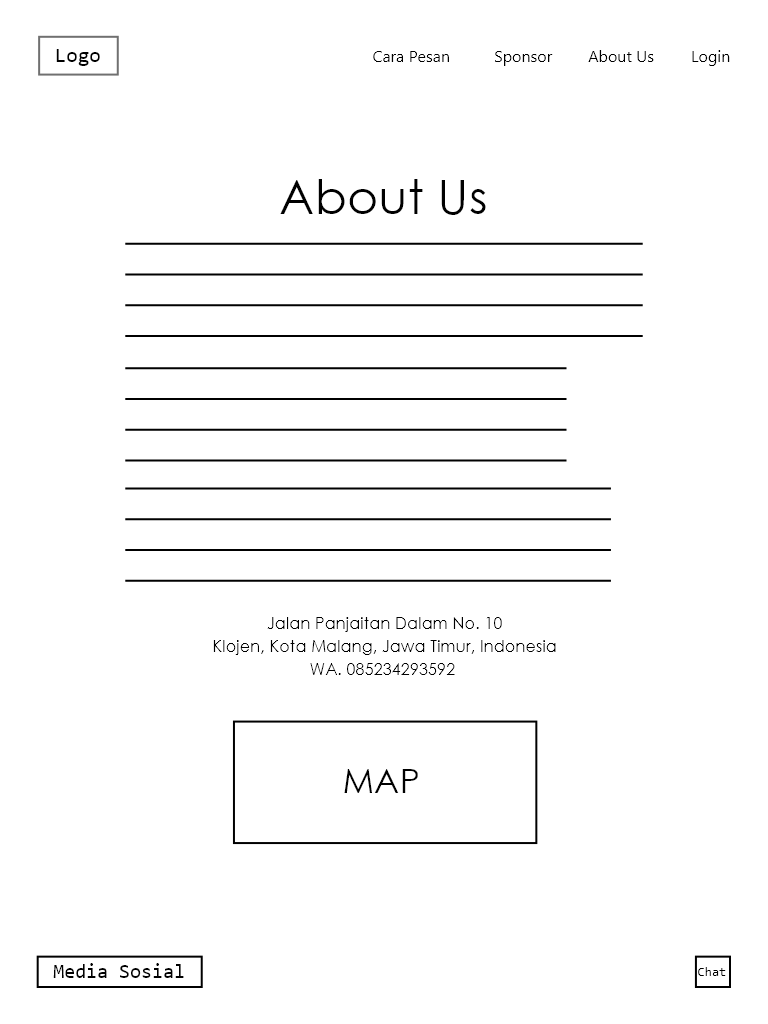 Logo
Cara Pesan
Sponsor
About Us
Login
About Us
Jalan Panjaitan Dalam No. 10
Klojen, Kota Malang, Jawa Timur, Indonesia
WA. 085234293592
MAP
Media Sosial
Chat